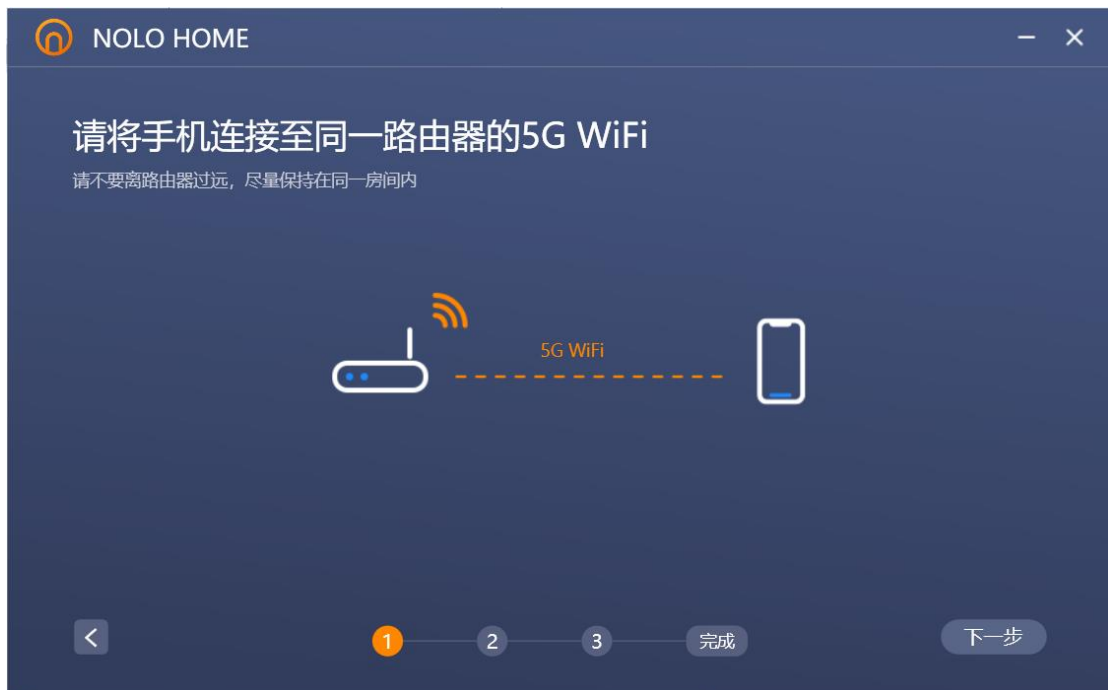 NOLO HOME
请将手机连接至同一路由器的5G WiFi
请不要离路由器过远，尽量保持在同一房间内
5G WiFi
1 2 3 完成
下一步